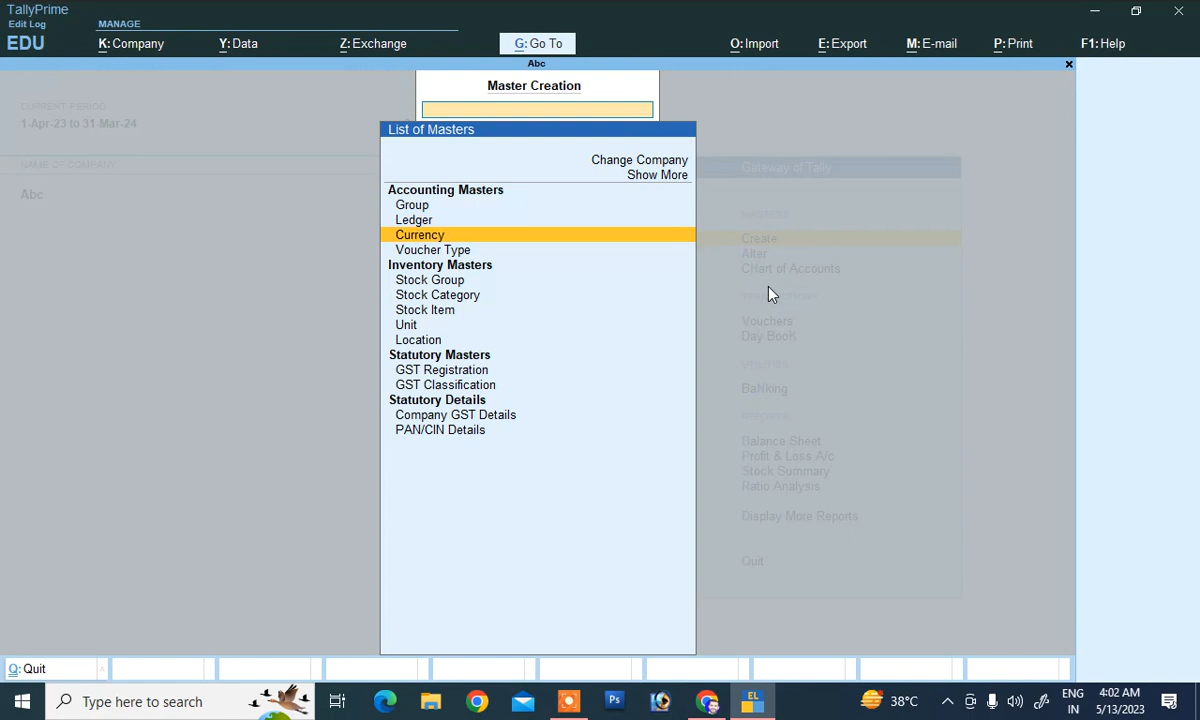 TallyPrime
Edit Log
EDU
MANAGE
K: Company
Y: Data
Z: Exchange
G: Go To
O: Import
E: Export
M: E-mail
P: Print
F1: Help
Abc
CURRENT PERIOD
1-Apr-23 to 31-Mar-24
NAME OF COMPANY
Abc
Master Creation
List of Masters
Change Company
Show More
Accounting Masters
Group
Ledger
Currency
Voucher Type
Inventory Masters
Stock Group
Stock Category
Stock Item
Unit
Location
Statutory Masters
GST Registration
GST Classification
Statutory Details
Company GST Details
PAN/CIN Details
Gateway of Tally
MASTERS
Create
Alter
CHart of Accounts
Vouchers
Day BooK
UTILITIES
BaNking
REPORTS
Balance Sheet
Profit & Loss A/c
Stock Summary
Ratio Analysis
Display More Reports
Quit
Q: Quit
Type here to search
Ps
EL
38°C
ENG
IN
4:02 AM
5/13/2023